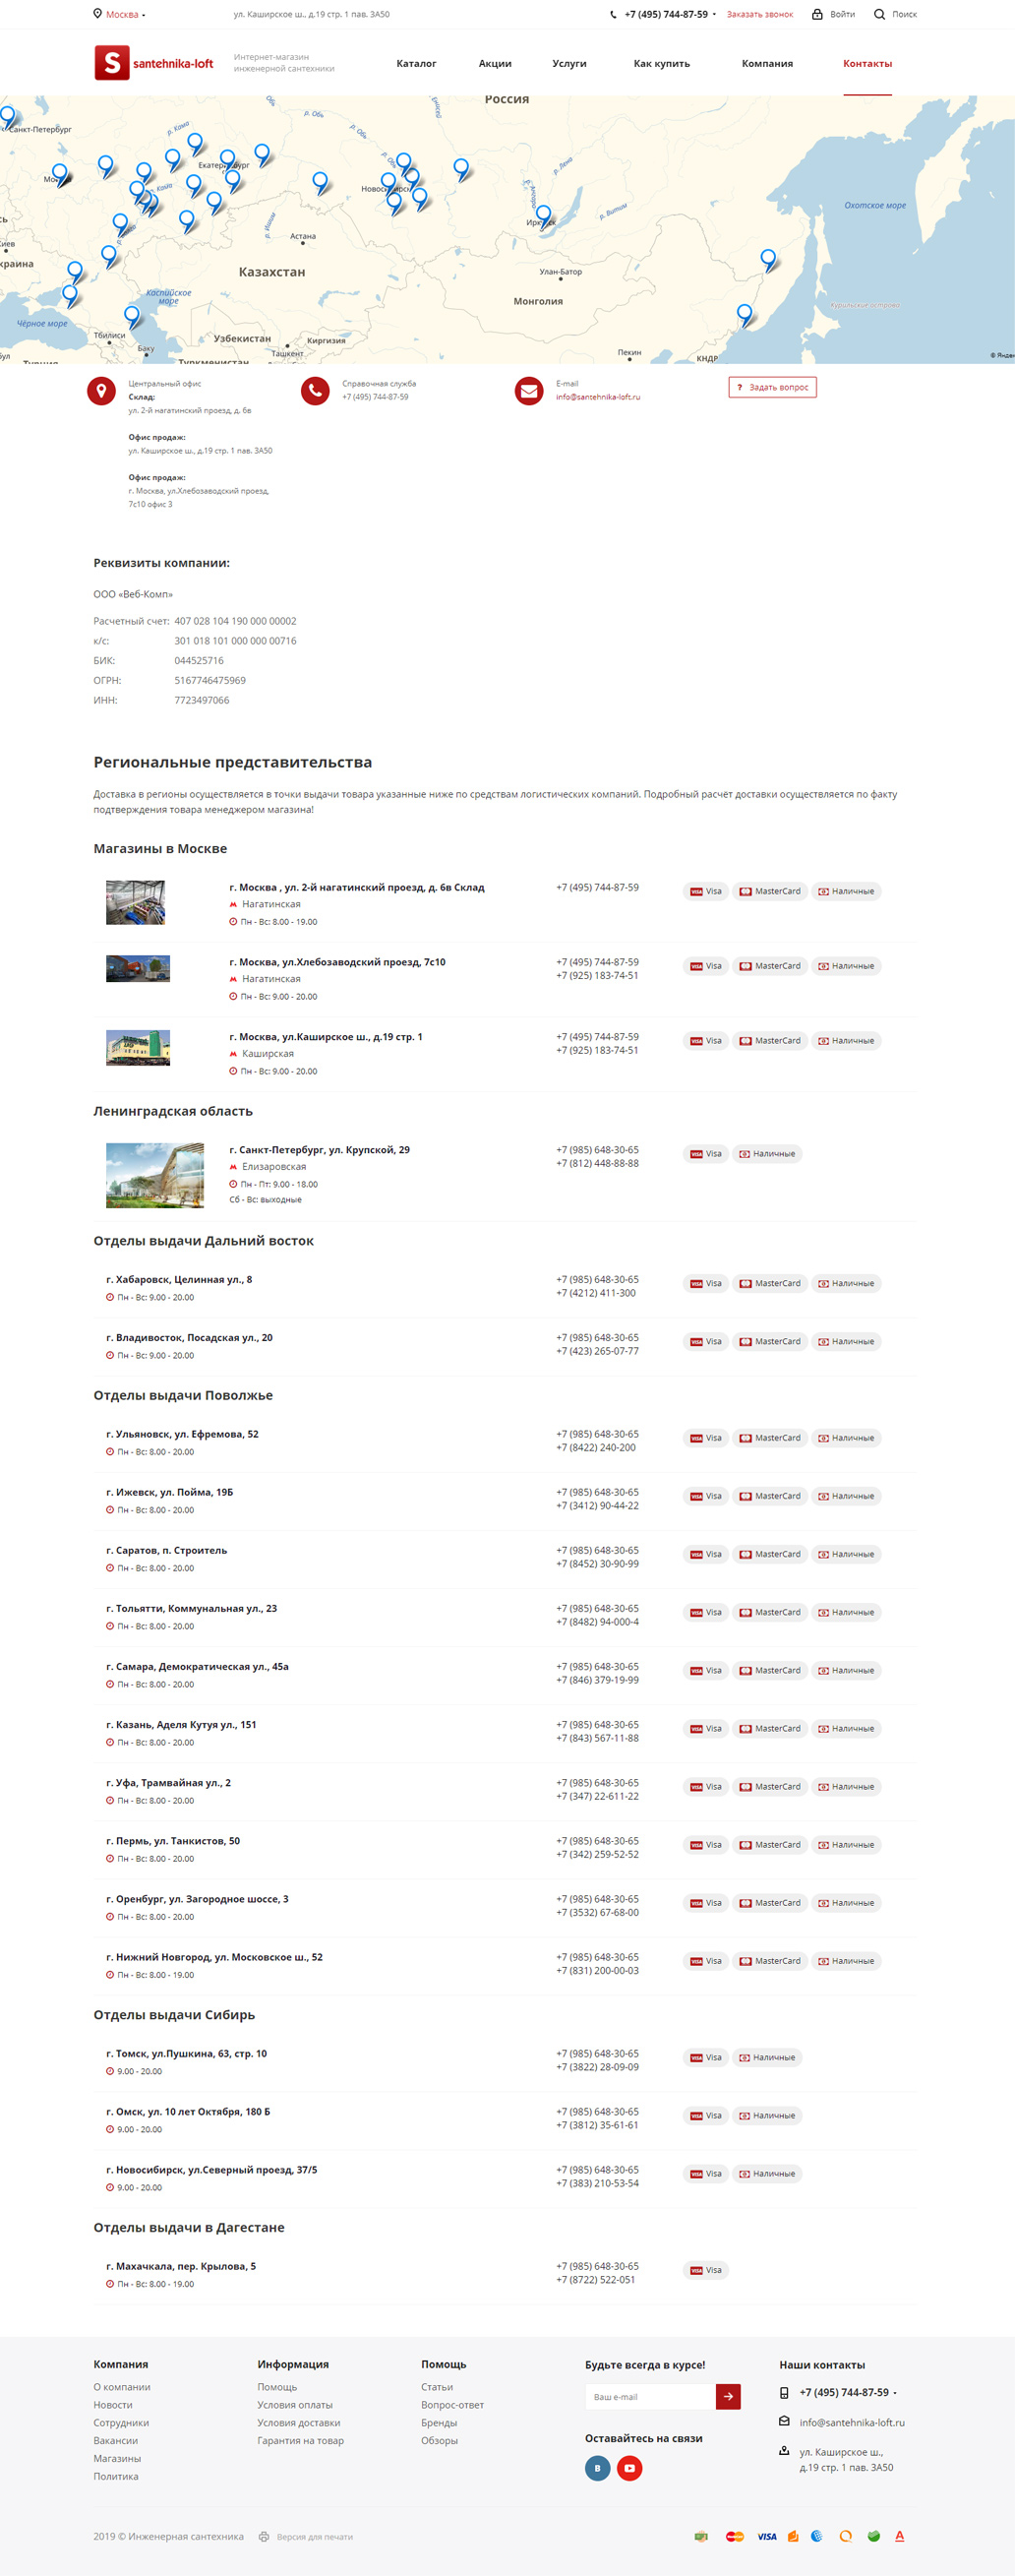 Москва
ул. Каширское ш., д.19 стр. 1 пав. 3А50
+7 (495) 744-87-59
Заказать звонок
Войти
Поиск
S santehnika-loft
Интернет-магазин
инженерной сантехники
Каталог
Акции
Услуги
Как купить
Компания
Контакты
Россия
Санкт-Петербург
р. Кама
р. Обь
р. Обь
р. Лена
р. Ангара
р. Витим
р. Ишим
Астана
Казахстан
Улан-Батор
Монголия
Охотское море
Курильские острова
Киев
краина
Каспийское
море
Чёрное море
Тбилиси
Баку
Узбекистан
Ташкент
Киргизия
Туркменистан
Турция
Пекин
КНДР
© Яндек
Центральный офис
Склад:
ул. 2-й нагатинский проезд, д. 6в
Офис продаж:
ул. Каширское ш., д.19 стр. 1 пав. 3А50
Офис продаж:
г. Москва, ул.Хлебозаводский проезд,
7с10 офис 3
Справочная служба
+7 (495) 744-87-59
E-mail
info@santehnika-loft.ru
? Задать вопрос
Реквизиты компании:
ООО «Веб-Комп»
Расчетный счет: 407 028 104 190 000 00002
к/с: 301 018 101 000 000 00716
БИК: 044525716
ОГРН: 5167746475969
ИНН: 7723497066
Региональные представительства
Доставка в регионы осуществляется в точки выдачи товара указанные ниже по средствам логистических компаний. Подробный расчёт доставки осуществляется по факту
подтверждения товара менеджером магазина!
Магазины в Москве
г. Москва , ул. 2-й нагатинский проезд, д. 6в Склад
Нагатинская
Пн - Вс: 8.00 - 19.00
+7 (495) 744-87-59
Visa MasterCard Наличные
г. Москва, ул.Хлебозаводский проезд, 7с10
Нагатинская
Пн - Вс: 9.00 - 20.00
+7 (495) 744-87-59
+7 (925) 183-74-51
Visa MasterCard Наличные
г. Москва, ул.Каширское ш., д.19 стр. 1
Каширская
Пн - Вс: 9.00 - 20.00
+7 (495) 744-87-59
+7 (925) 183-74-51
Visa MasterCard Наличные
Ленинградская область
г. Санкт-Петербург, ул. Крупской, 29
Елизаровская
Пн - Пт: 9.00 - 18.00
Сб - Вс: выходные
+7 (985) 648-30-65
+7 (812) 448-88-88
Visa Наличные
Отделы выдачи Дальний восток
г. Хабаровск, Целинная ул., 8
Пн - Вс: 9.00 - 20.00
+7 (985) 648-30-65
+7 (4212) 411-300
Visa MasterCard Наличные
г. Владивосток, Посадская ул., 20
Пн - Вс: 9.00 - 20.00
+7 (985) 648-30-65
+7 (423) 265-07-77
Visa MasterCard Наличные
Отделы выдачи Поволжье
г. Ульяновск, ул. Ефремова, 52
Пн - Вс: 8.00 - 20.00
+7 (985) 648-30-65
+7 (8422) 240-200
Visa MasterCard Наличные
г. Ижевск, ул. Пойма, 19Б
Пн - Вс: 8.00 - 20.00
+7 (985) 648-30-65
+7 (3412) 90-44-22
Visa MasterCard Наличные
г. Саратов, п. Строитель
Пн - Вс: 8.00 - 20.00
+7 (985) 648-30-65
+7 (8452) 30-90-99
Visa MasterCard Наличные
г. Тольятти, Коммунальная ул., 23
Пн - Вс: 8.00 - 20.00
+7 (985) 648-30-65
+7 (8482) 94-000-4
Visa MasterCard Наличные
г. Самара, Демократическая ул., 45а
Пн - Вс: 8.00 - 20.00
+7 (985) 648-30-65
+7 (846) 379-19-99
Visa MasterCard Наличные
г. Казань, Аделя Кутуя ул., 151
Пн - Вс: 8.00 - 20.00
+7 (985) 648-30-65
+7 (843) 567-11-88
Visa MasterCard Наличные
г. Уфа, Трамвайная ул., 2
Пн - Вс: 8.00 - 20.00
+7 (985) 648-30-65
+7 (347) 22-611-22
Visa MasterCard Наличные
г. Пермь, ул. Танкистов, 50
Пн - Вс: 8.00 - 20.00
+7 (985) 648-30-65
+7 (342) 259-52-52
Visa MasterCard Наличные
г. Оренбург, ул. Загородное шоссе, 3
Пн - Вс: 8.00 - 20.00
+7 (985) 648-30-65
+7 (3532) 67-68-00
Visa MasterCard Наличные
г. Нижний Новгород, ул. Московское ш., 52
Пн - Вс: 8.00 - 19.00
+7 (985) 648-30-65
+7 (831) 200-00-03
Visa MasterCard Наличные
Отделы выдачи Сибирь
г. Томск, ул.Пушкина, 63, стр. 10
9.00 - 20.00
+7 (985) 648-30-65
+7 (3822) 28-09-09
Visa Наличные
г. Омск, ул. 10 лет Октября, 180 Б
9.00 - 20.00
+7 (985) 648-30-65
+7 (3812) 35-61-61
Visa Наличные
г. Новосибирск, ул.Северный проезд, 37/5
9.00 - 20.00
+7 (985) 648-30-65
+7 (383) 210-53-54
Visa Наличные
Отделы выдачи в Дагестане
г. Махачкала, пер. Крылова, 5
Пн - Вс: 8.00 - 19.00
+7 (985) 648-30-65
+7 (8722) 522-051
Visa
Компания
О компании
Новости
Сотрудники
Вакансии
Магазины
Политика
Информация
Помощь
Условия оплаты
Условия доставки
Гарантия на товар
Помощь
Статьи
Вопрос-ответ
Бренды
Обзоры
Будьте всегда в курсе!
Ваш e-mail
Оставайтесь на связи
Наши контакты
+7 (495) 744-87-59
info@santehnika-loft.ru
ул. Каширское ш.,
д.19 стр. 1 пав. 3А50
2019 © Инженерная сантехника
Версия для печати
VISA